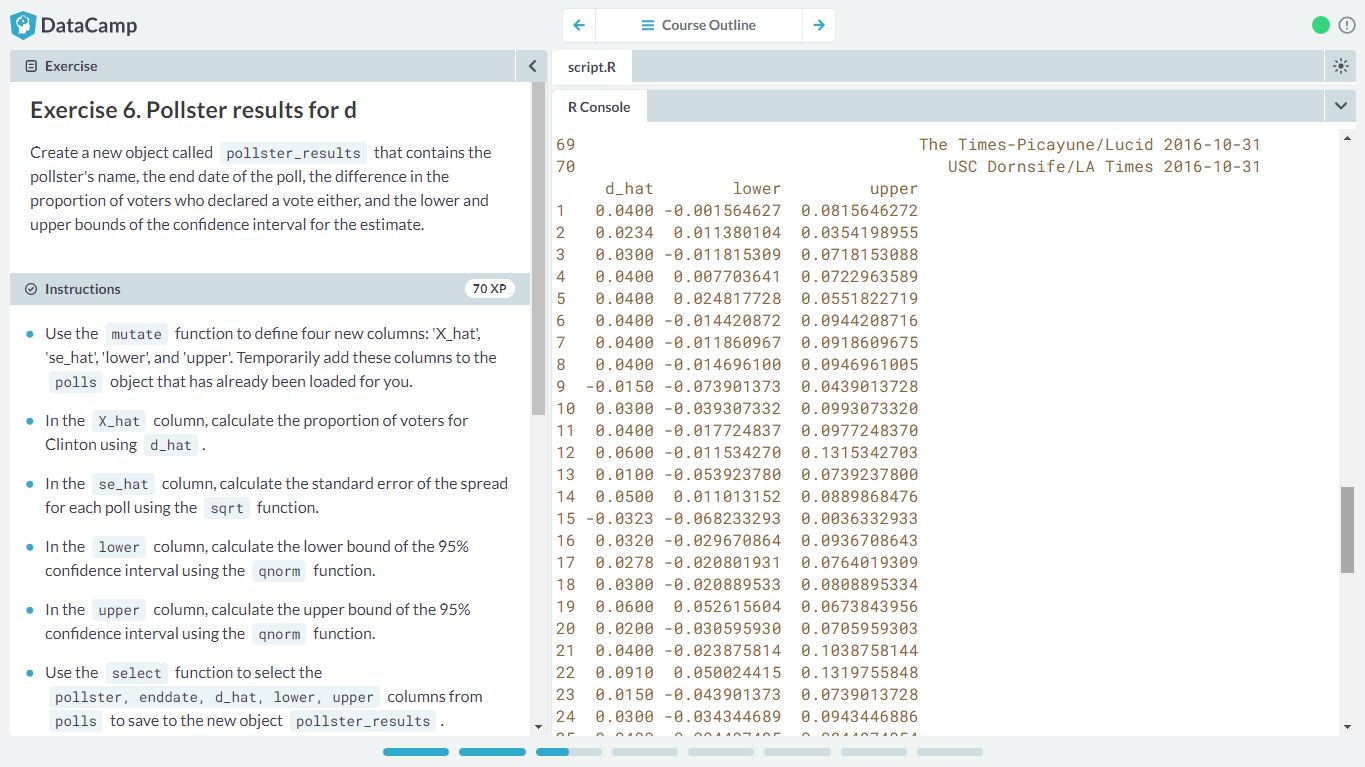 DataCamp
Course Outline
Exercise
Exercise 6. Pollster results for d
Create a new object called pollster_results that contains the
pollster's name, the end date of the poll, the difference in the
proportion of voters who declared a vote either, and the lower and
upper bounds of the confidence interval for the estimate.
Instructions
70 XP
Use the mutate function to define four new columns: 'X_hat',
'se_hat', 'lower', and 'upper'. Temporarily add these columns to the
polls object that has already been loaded for you.
In the X_hat column, calculate the proportion of voters for
Clinton using d_hat .
In the se_hat column, calculate the standard error of the spread
for each poll using the sqrt function.
In the lower column, calculate the lower bound of the 95%
confidence interval using the qnorm function.
In the upper column, calculate the upper bound of the 95%
confidence interval using the qnorm function.
Use the select function to select the
pollster, enddate, d_hat, lower, upper columns from
polls to save to the new object pollster_results .
script.R
R Console
69 The Times-Picayune/Lucid 2016-10-31
70 USC Dornsife/LA Times 2016-10-31
d_hat lower upper
1 0.0400 -0.001564627 0.0815646272
2 0.0234 0.011380104 0.0354198955
3 0.0300 -0.011815309 0.0718153088
4 0.0400 0.007703641 0.0722963589
5 0.0400 0.024817728 0.0551822719
6 0.0400 -0.014420872 0.0944208716
7 0.0400 -0.011860967 0.0918609675
8 0.0400 -0.014696100 0.0946961005
9 -0.0150 -0.073901373 0.0439013728
10 0.0300 -0.039307332 0.0993073320
11 0.0400 -0.017724837 0.0977248370
12 0.0600 -0.011534270 0.1315342703
13 0.0100 -0.053923780 0.0739237800
14 0.0500 0.011013152 0.0889868476
15 -0.0323 -0.068233293 0.0036332933
16 0.0320 -0.029670864 0.0936708643
17 0.0278 -0.020801931 0.0764019309
18 0.0300 -0.020889533 0.0808895334
19 0.0600 0.052615604 0.0673843956
20 0.0200 -0.030595930 0.0705959303
21 0.0400 -0.023875814 0.1038758144
22 0.0910 0.050024415 0.1319755848
23 0.0150 -0.043901373 0.0739013728
24 0.0300 -0.034344689 0.0943446886